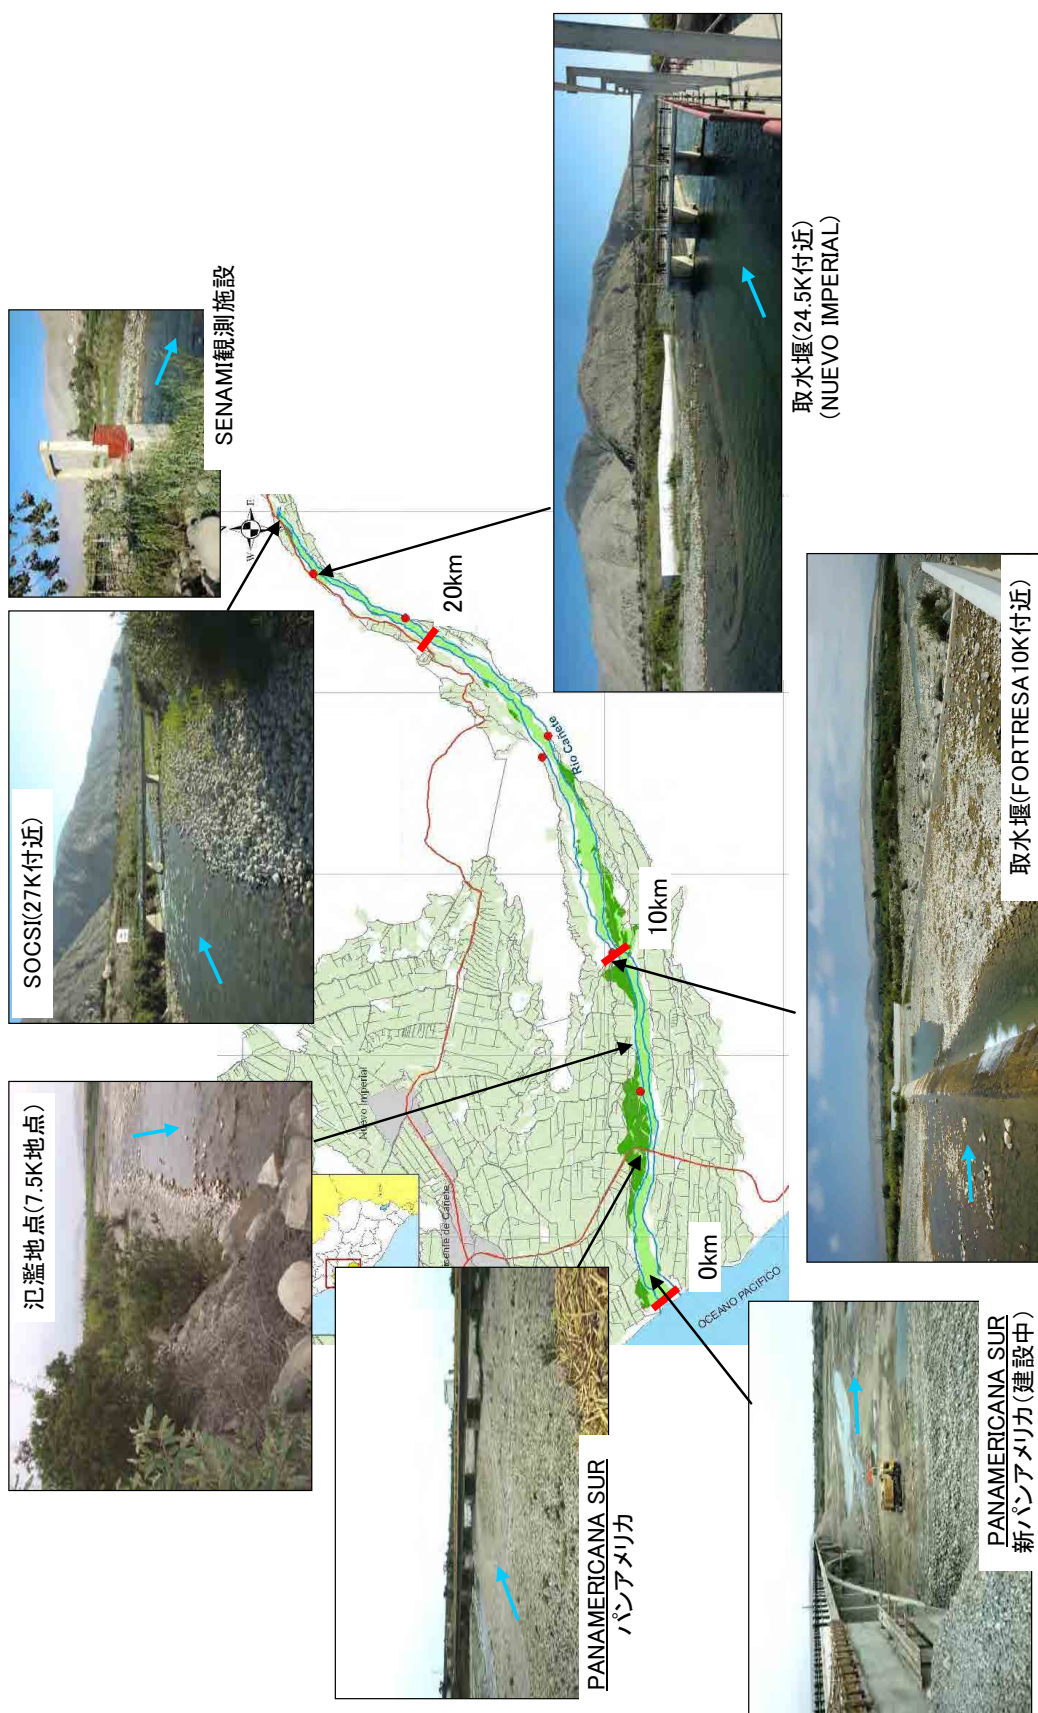 氾濫地点(7.5K地点)
SOCSI(27K付近)
SENAMI観測施設
W
E
Nuevo Imperial
mente de Cañete
Rio Cañete
20km
10km
0km
OCEANO PACIFICO
取水堰(24.5K付近)
(NUEVO IMPERIAL)
PANAMERICANA SUR
パンアメリカ
PANAMERICANA SUR
新パンアメリカ(建設中)
取水堰(FORTRESA10K付近)